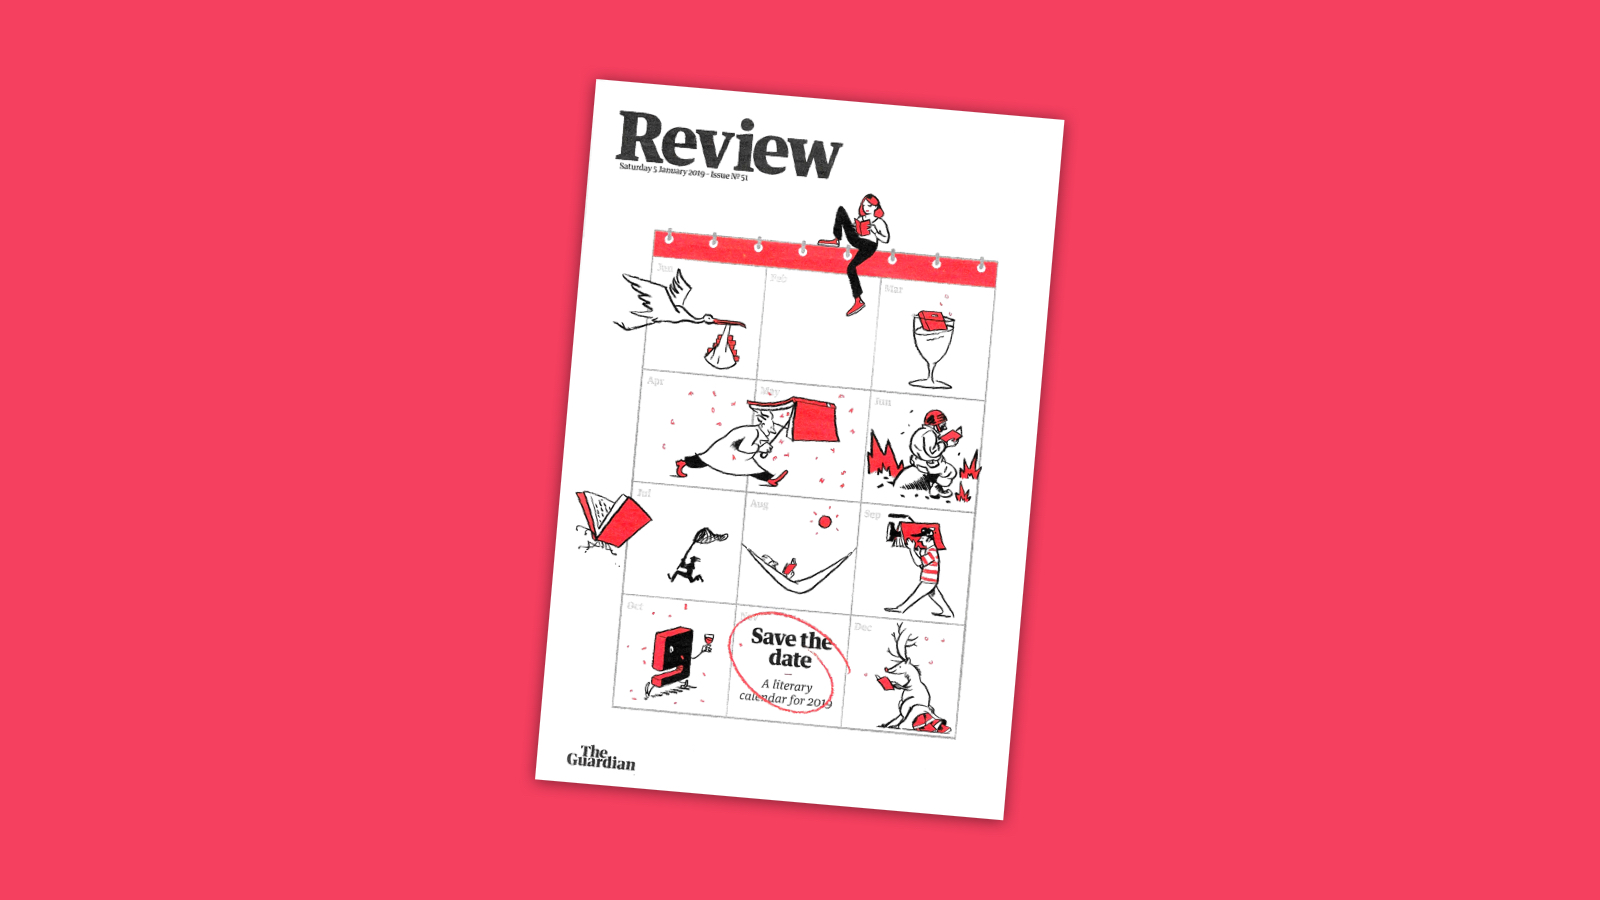 Review
Saturday 5 January 2019 – Issue № 51
Jan
Feb
Mar
Apr
May
Jun
Jul
Aug
Sep
Oct
Nov
Dec
Save the
date
A literary
calendar for 2019
The
Guardian